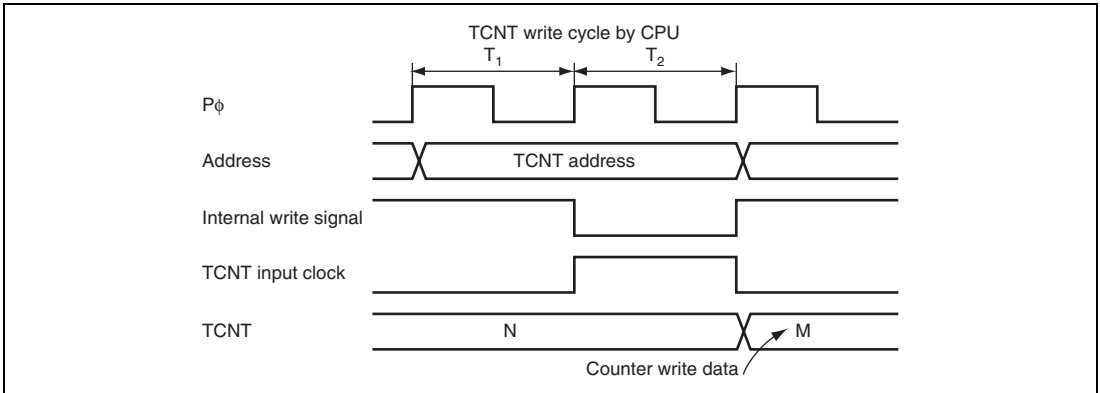 TCNT write cycle by CPU
T1 T2
Pϕ
Address TCNT address
Internal write signal
TCNT input clock
TCNT N M
Counter write data